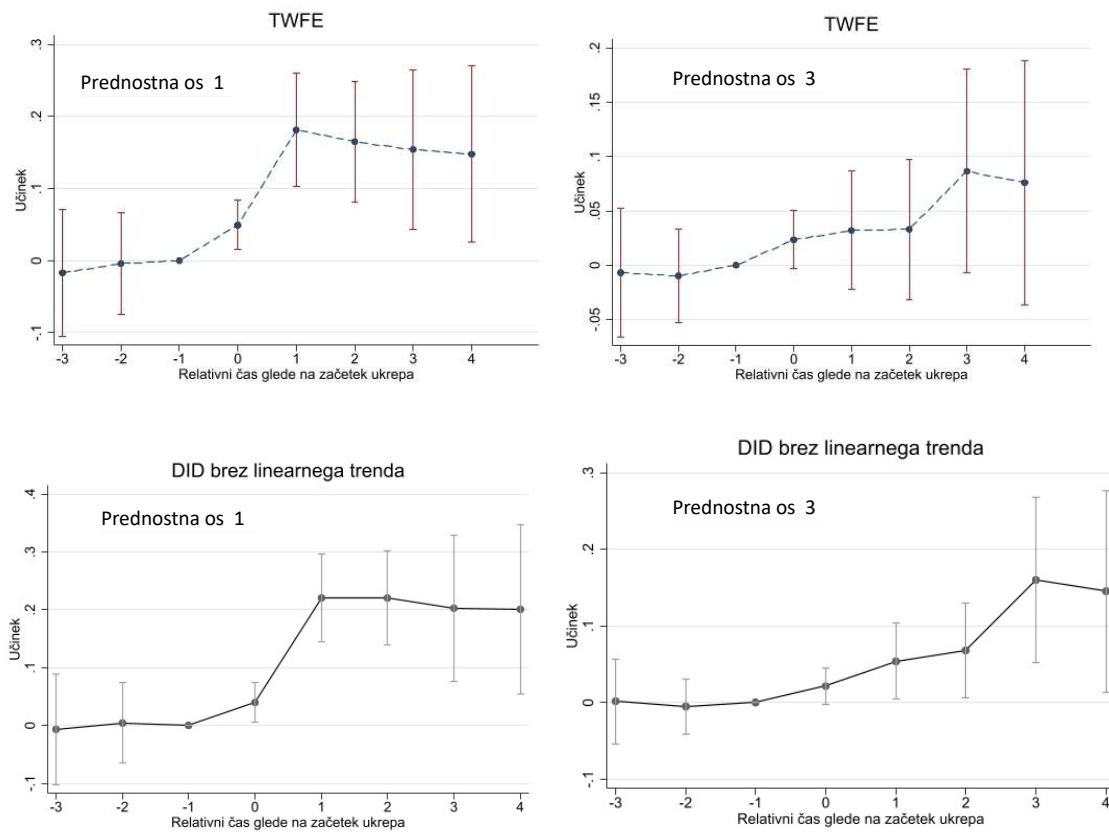 TWFE
Prednostna os 1
Učinek
.3
.2
.1
0
-.1
-3 -2 -1 0 1 2 3 4
Relativni čas glede na začetek ukrepa
TWFE
Prednostna os 3
Učinek
.2
.15
.1
.05
0
-.05
-3 -2 -1 0 1 2 3 4
Relativni čas glede na začetek ukrepa
DID brez linearnega trenda
Prednostna os 1
Učinek
.4
.3
.2
.1
0
-.1
-3 -2 -1 0 1 2 3 4
Relativni čas glede na začetek ukrepa
DID brez linearnega trenda
Prednostna os 3
Učinek
.3
.2
.1
0
-.1
-3 -2 -1 0 1 2 3 4
Relativni čas glede na začetek ukrepa